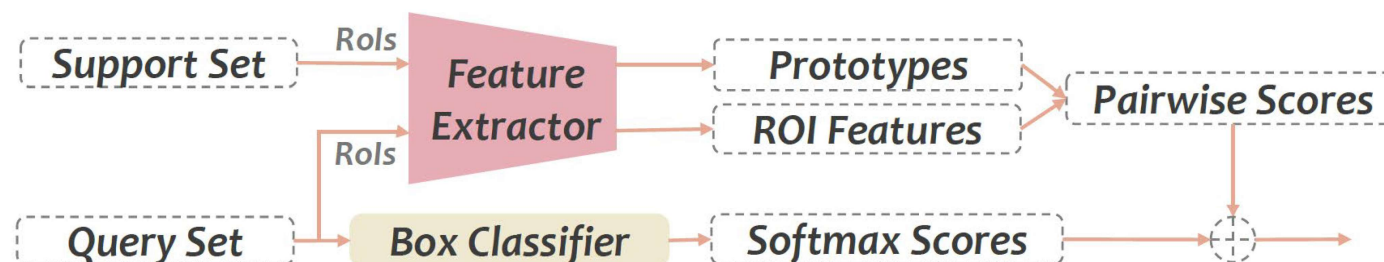 Support Set
RoIs
Feature
Extractor
Prototypes
ROI Features
Pairwise Scores
RoIs
Query Set
Box Classifier
Softmax Scores